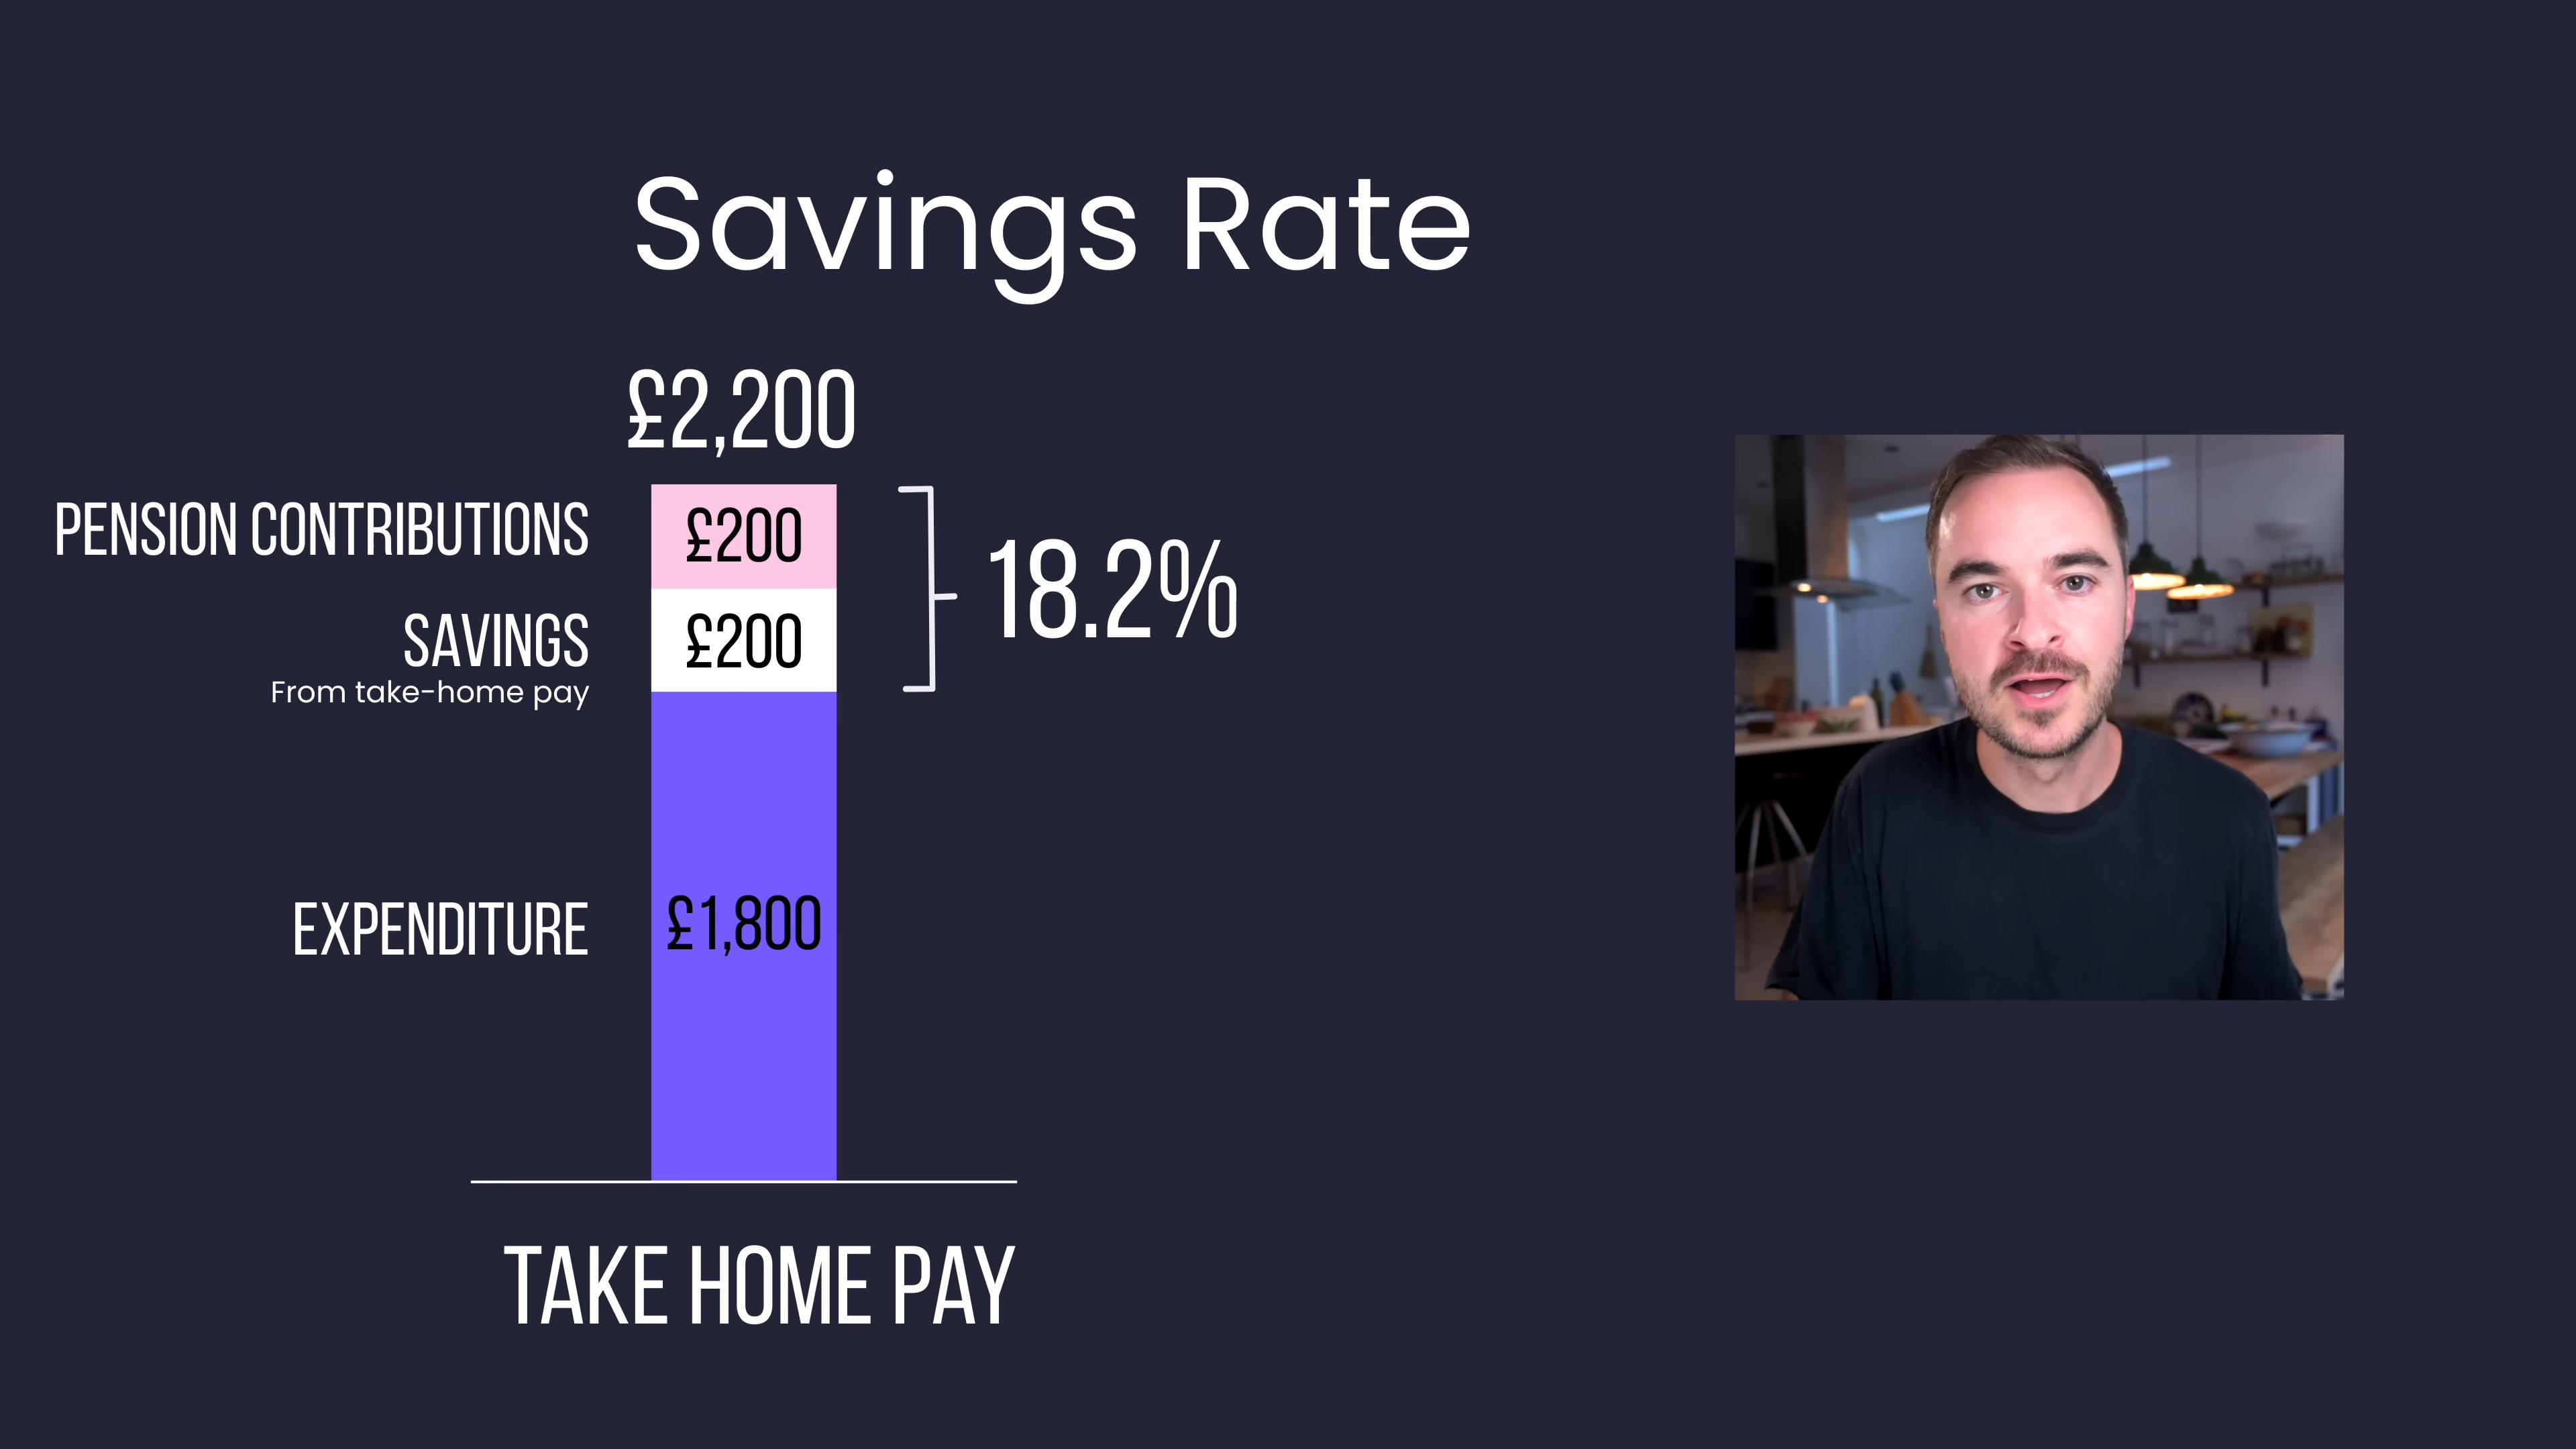 Savings Rate
£2,200
PENSION CONTRIBUTIONS
£200
18.2%
SAVINGS
From take-home pay
£200
EXPENDITURE
£1,800
TAKE HOME PAY